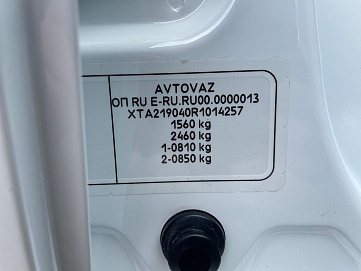 AVTOVAZ
ОП RU E-RU.RU00.0000013
XTA219040R1014257
1560 kg
2460 kg
1-0810 kg
2-0850 kg